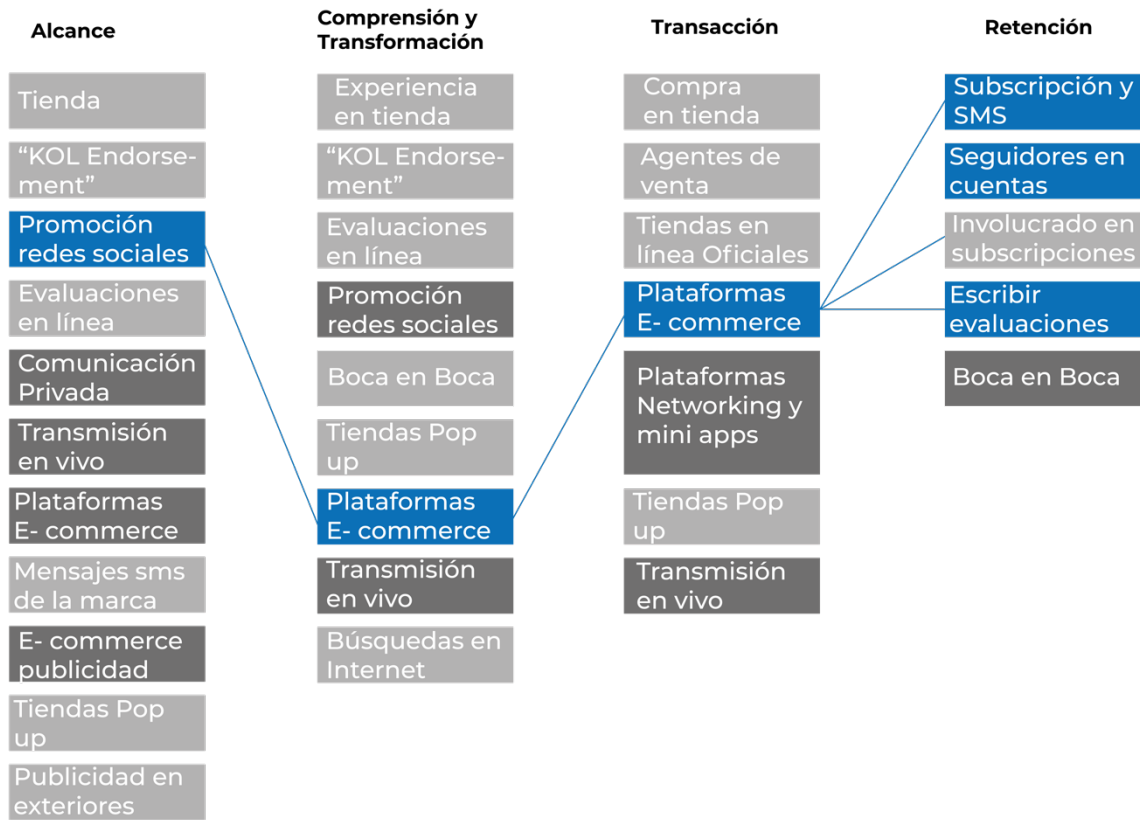 Alcance
Tienda
“KOL Endorse-
ment”
Promoción
redes sociales
Evaluaciones
en línea
Comunicación
Privada
Transmisión
en vivo
Plataformas
E- commerce
Mensajes sms
de la marca
E- commerce
publicidad
Tiendas Pop
up
Publicidad en
exteriores
Comprensión y
Transformación
Experiencia
en tienda
“KOL Endorse-
ment”
Evaluaciones
en línea
Promoción
redes sociales
Boca en Boca
Tiendas Pop
up
Plataformas
E- commerce
Transmisión
en vivo
Búsquedas en
Internet
Transacción
Compra
en tienda
Agentes de
venta
Tiendas en
línea Oficiales
Plataformas
E- commerce
Plataformas
Networking y
mini apps
Tiendas Pop
up
Transmisión
en vivo
Retención
Subscripción y
SMS
Seguidores en
cuentas
Involucrado en
subscripciones
Escribir
evaluaciones
Boca en Boca